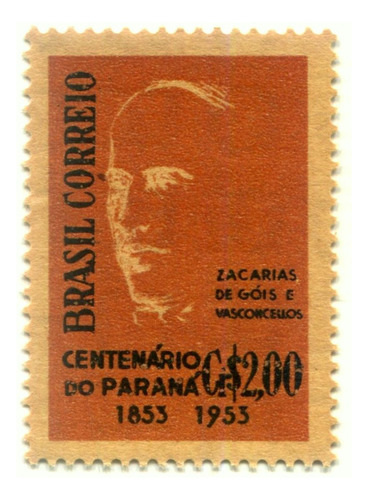 BRASIL CORREIO
ZACARIAS
DE GÓIS E
VASCONCELLOS
CENTENÁRIO
DO PARANÁ Cr$2,00
1853 1953